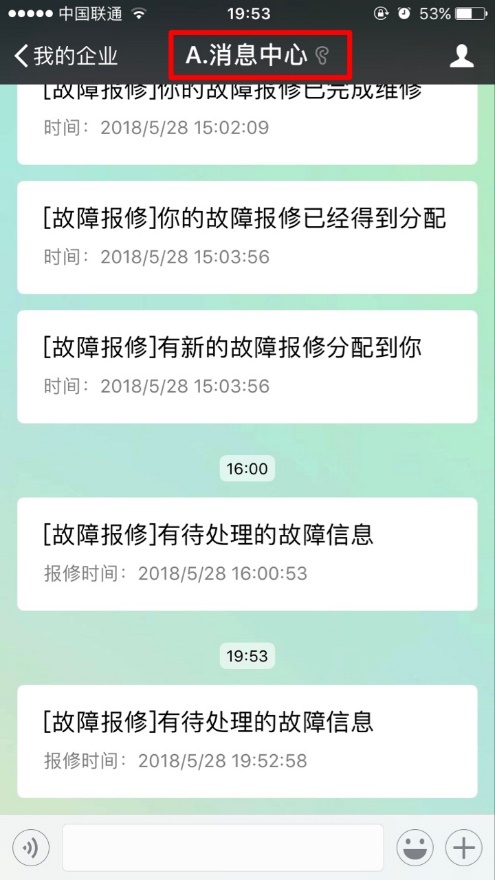 中国联通 19:53 53%
我的企业 A.消息中心
[故障报修]你的故障报修已完成维修
时间：2018/5/28 15:02:09
[故障报修]你的故障报修已经得到分配
时间：2018/5/28 15:03:56
[故障报修]有新的故障报修分配到你
时间：2018/5/28 15:03:56
16:00
[故障报修]有待处理的故障信息
报修时间：2018/5/28 16:00:53
19:53
[故障报修]有待处理的故障信息
报修时间：2018/5/28 19:52:58